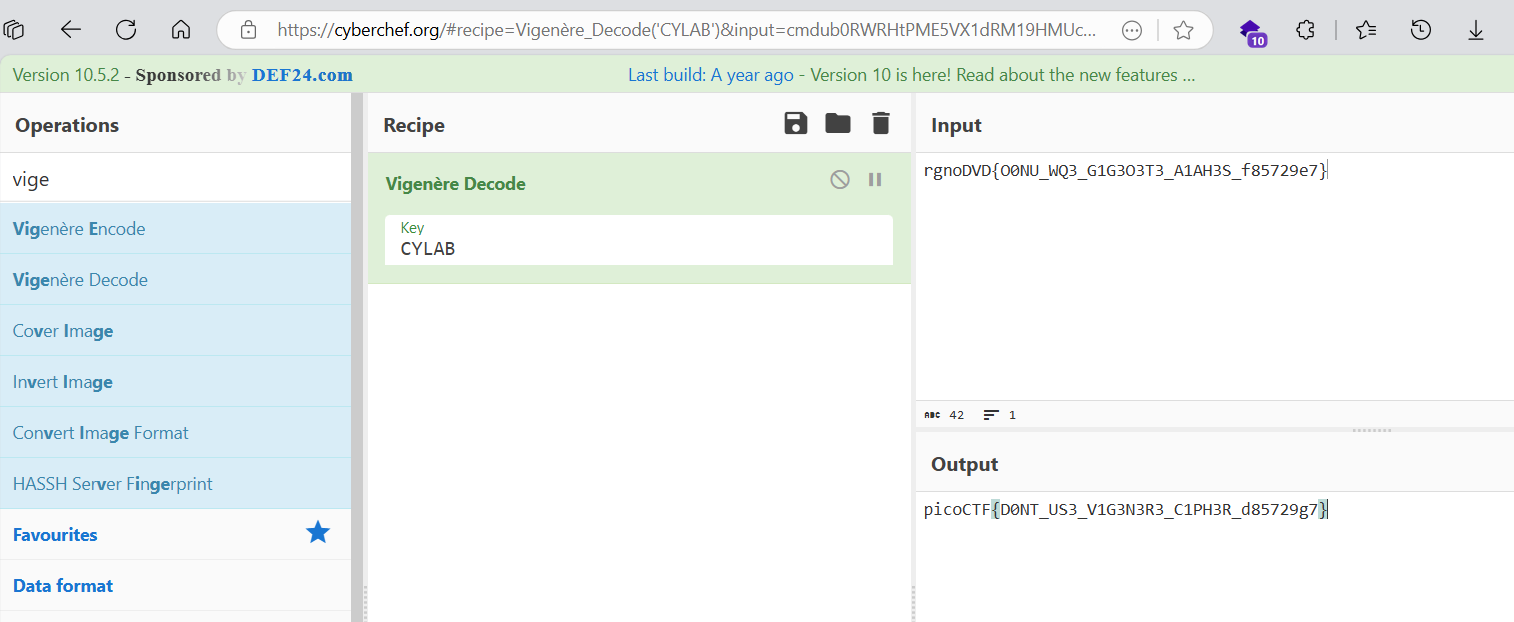 https://cyberchef.org/#recipe=Vigenère_Decode('CYLAB')&input=cmdub0RWRHtPME5VX1dRM19HMUc...
10
Version 10.5.2 - Sponsored by DEF24.com
Last build: A year ago - Version 10 is here! Read about the new features ...
Operations
vige
Vigenère Encode
Vigenère Decode
Cover Image
Invert Image
Convert Image Format
HASSH Server Fingerprint
Favourites
Data format
Recipe
Vigenère Decode
Key
CYLAB
Input
rgnoDVD{O0NU_WQ3_G1G3O3T3_A1AH3S_f85729e7}
ABC 42 1
Output
picoCTF{D0NT_US3_V1G3N3R3_C1PH3R_d85729g7}